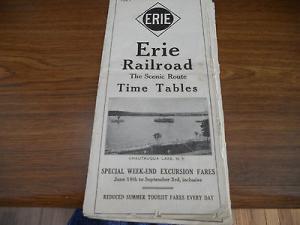 ERIE
Erie
Railroad
The Scenic Route
Time Tables
CHAUTAUQUA LAKE, N. Y.
SPECIAL WEEK-END EXCURSION FARES
June 18th to September 3rd, inclusive
REDUCED SUMMER TOURIST FARES EVERY DAY